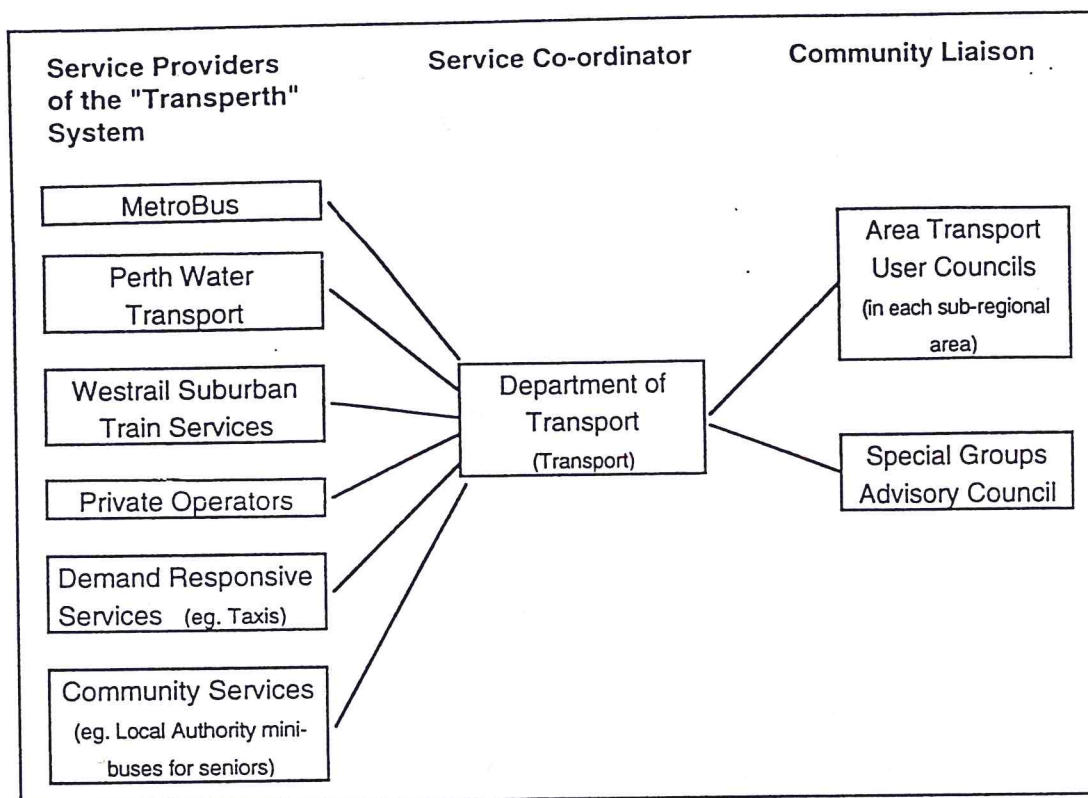 Service Providers
of the "Transperth"
System
Service Co-ordinator
Community Liaison
MetroBus
Perth Water
Transport
Westrail Suburban
Train Services
Private Operators
Demand Responsive
Services (eg. Taxis)
Community Services
(eg. Local Authority mini-
buses for seniors)
Department of
Transport
(Transport)
Area Transport
User Councils
(in each sub-regional
area)
Special Groups
Advisory Council